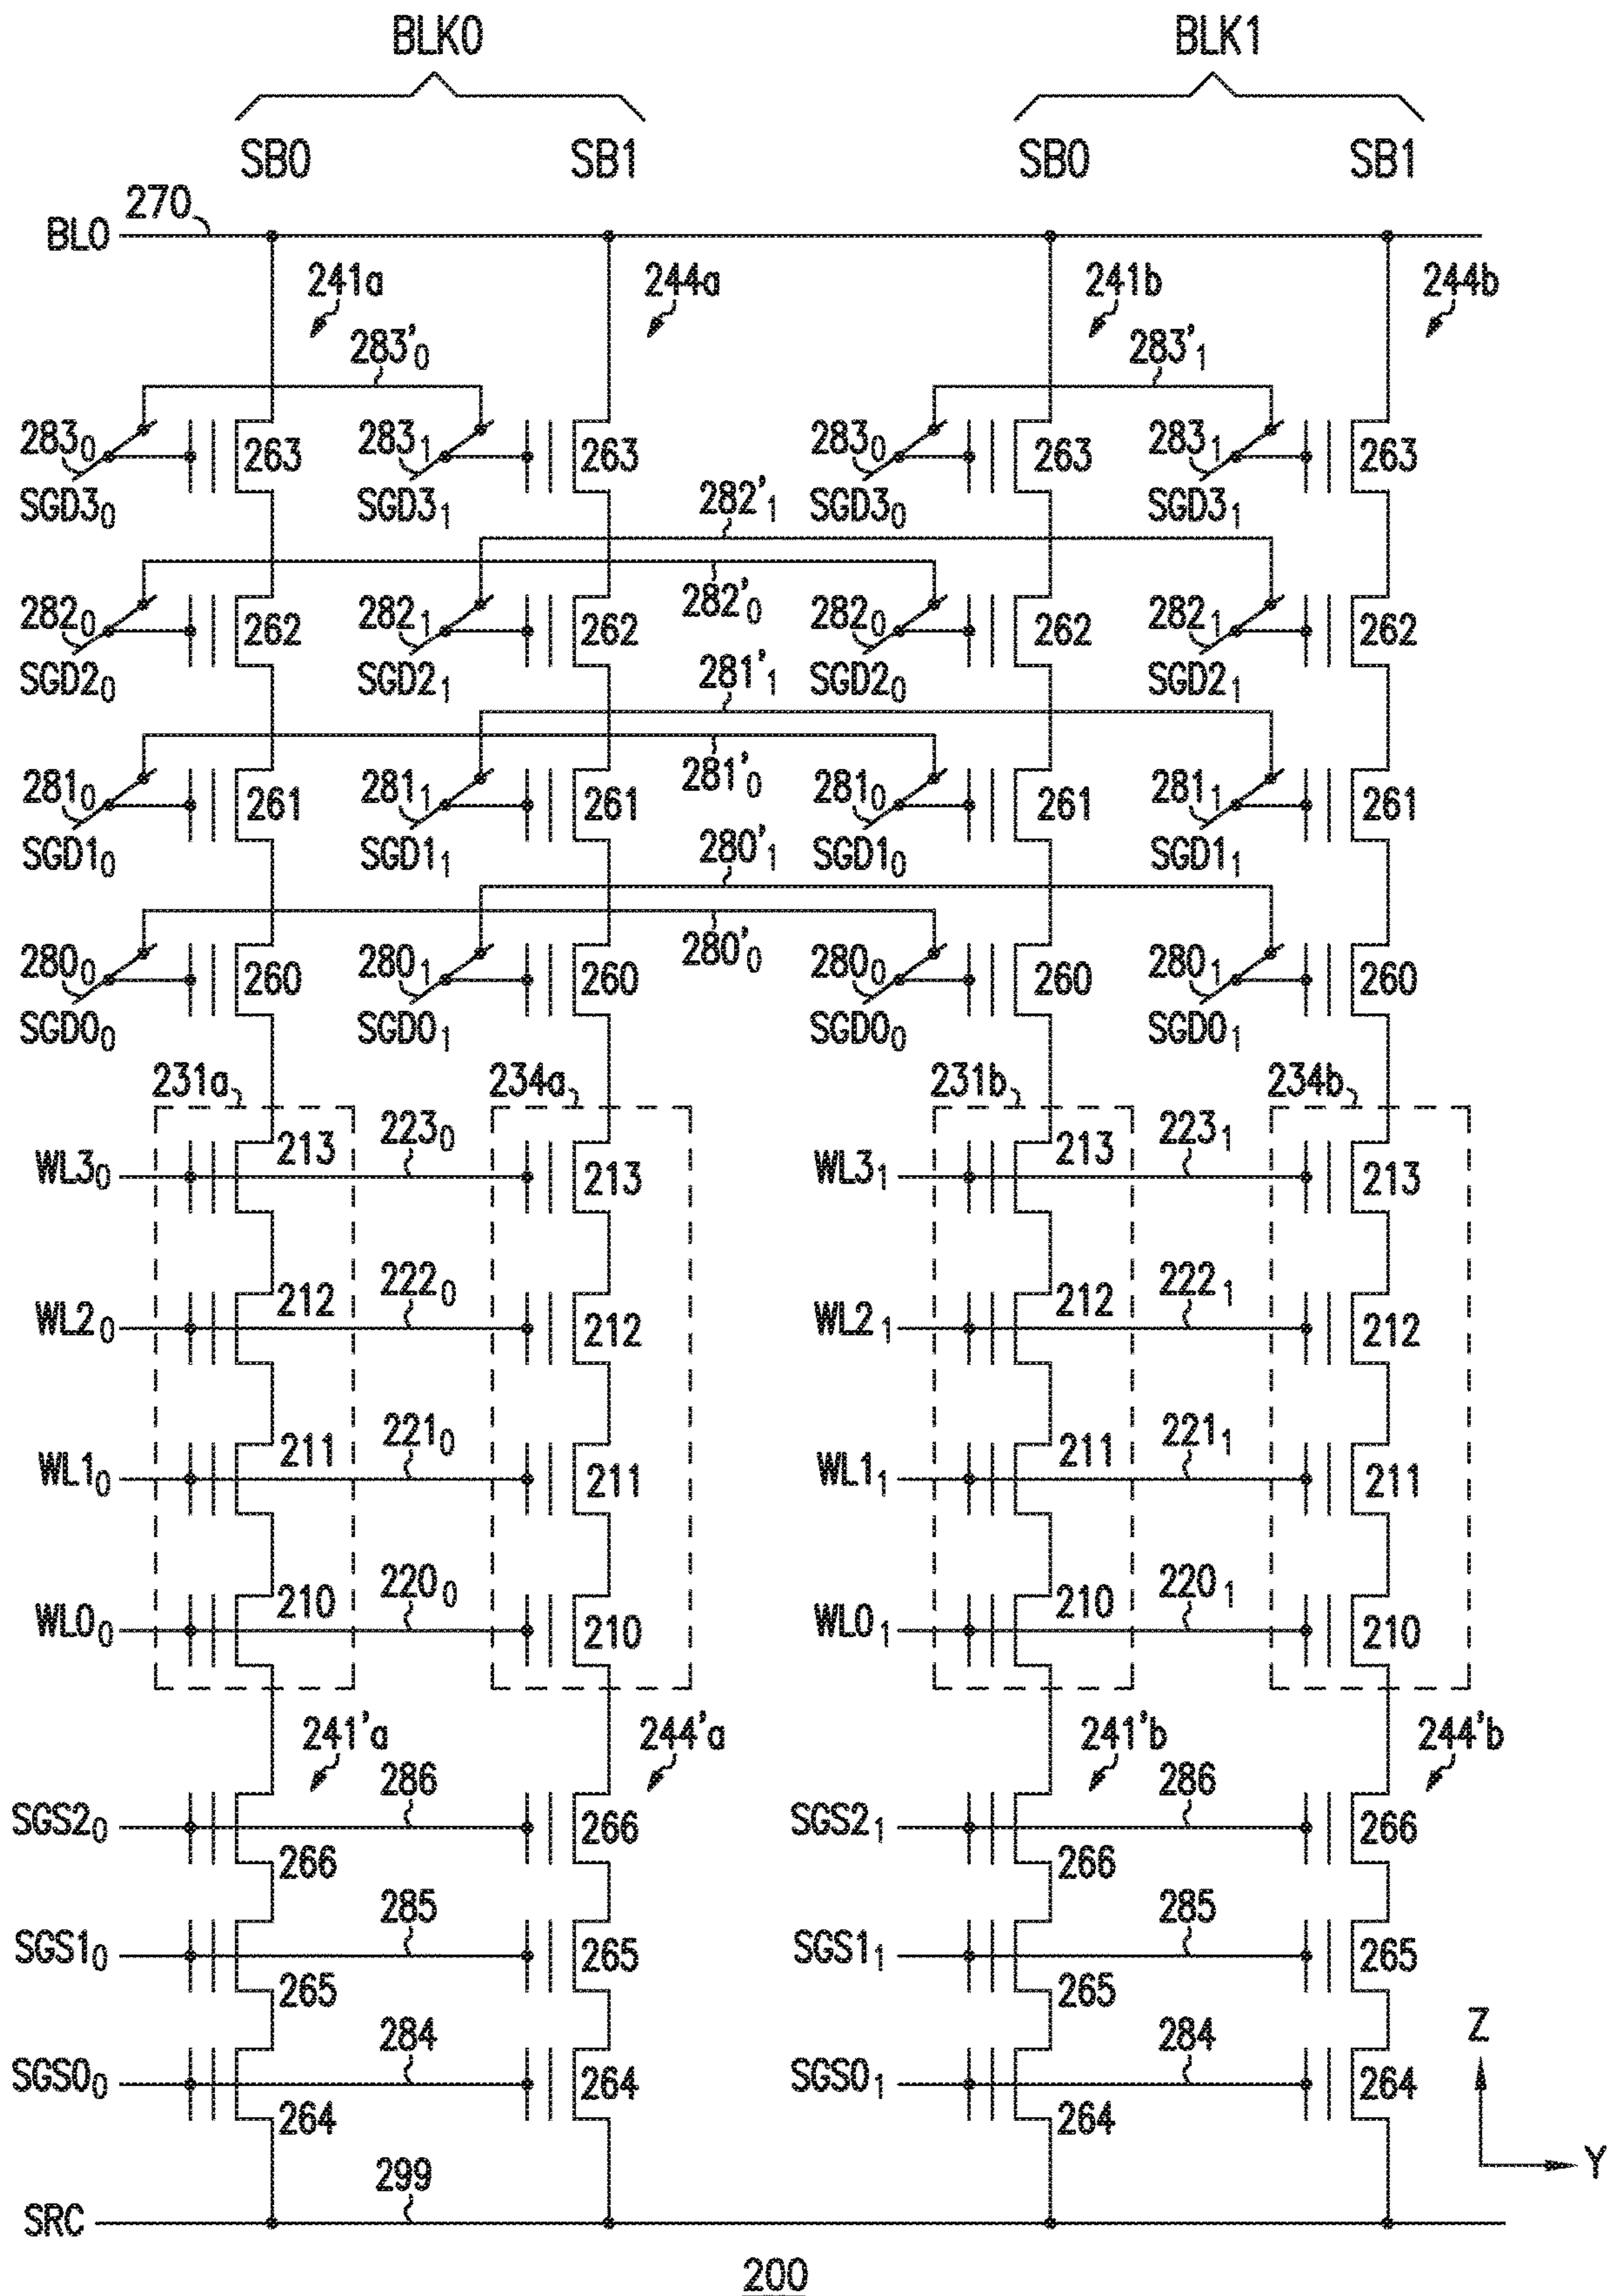 BLK0 BLK1
SB0 SB1 SB0 SB1
270
BL0
241a 244a 241b 244b
283'0 283'1
2830 263 2831 263 2830 263 2831 263
SGD30 SGD31 SGD30 SGD31
282'1
282'0
2820 262 2821 262 2820 262 2821 262
SGD20 SGD21 SGD20 SGD21
281'1
281'0
2810 261 2811 261 2810 261 2811 261
SGD10 SGD11 SGD10 SGD11
280'1
280'0
2800 260 2801 260 2800 260 2801 260
SGD00 SGD01 SGD00 SGD01
231a 234a 231b 234b
213 2230 213 2231
WL30 213 WL31 213
212 2220 212 2221
WL20 212 WL21 212
211 2210 211 2211
WL10 211 WL11 211
210 2200 210 2201
WL00 210 WL01 210
241'a 244'a 241'b 244'b
286 286
SGS20 266 SGS21 266
266 266
285 285
SGS10 265 SGS11 265
265 265
284 284
SGS00 264 SGS01 264
264 264
Z
Y
299
SRC
200